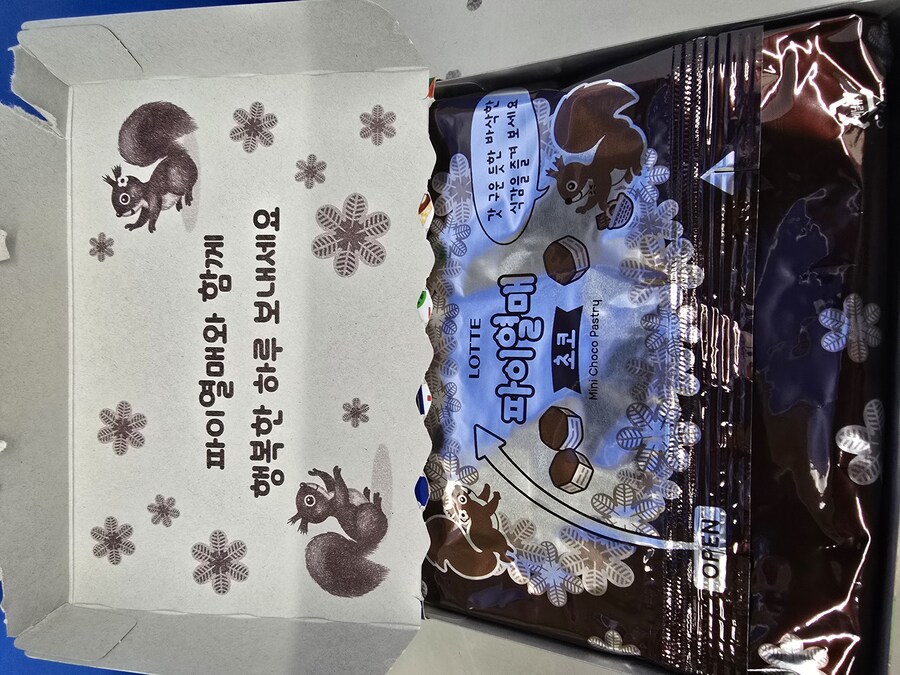 파이열매와 함께
행복한 하루 보내세요
갓 구운 듯한 바삭한
식감을 즐겨 보세요
LOTTE
파이열매
초코
Mini Choco Pastry
OPEN